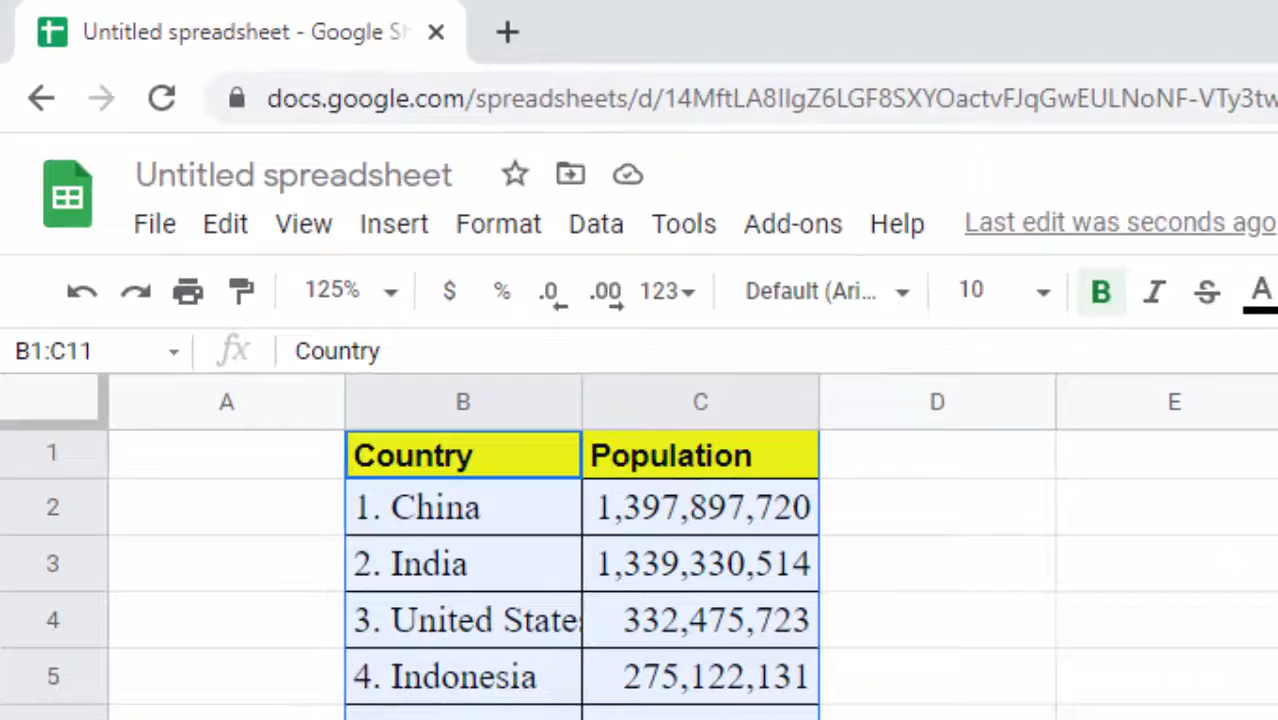 Untitled spreadsheet - Google Sh
docs.google.com/spreadsheets/d/14MftLA8IlgZ6LGF8SXYOactvFJqGwEULNoNF-VTy3tw
Untitled spreadsheet
File Edit View Insert Format Data Tools Add-ons Help Last edit was seconds ago
125% $ % .0 .00 123 Default (Ari... 10 B I S A
B1:C11 fx Country
A B C D E
1 Country Population
2 1. China 1,397,897,720
3 2. India 1,339,330,514
4 3. United States 332,475,723
5 4. Indonesia 275,122,131